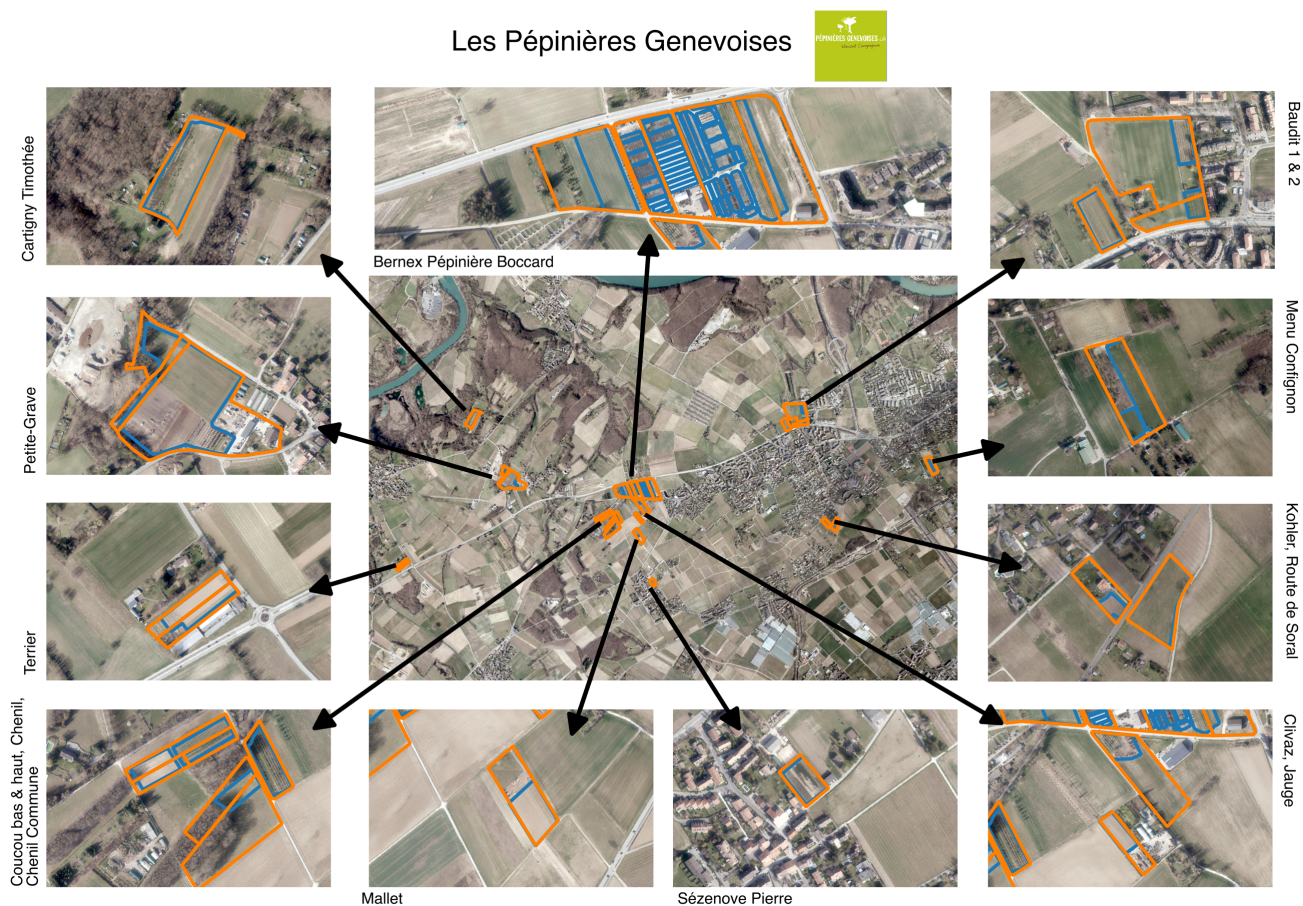 Les Pépinières Genevoises
PÉPINIÈRES GENEVOISES
Cartigny Timothée
Bernex Pépinière Boccard
Baudit 1 & 2
Petite-Grave
Menu Confignon
Terrier
Kohler, Route de Soral
Coucou bas & haut, Chenil,
Chenil Commune
Mallet
Sézenove Pierre
Clivaz, Jauge